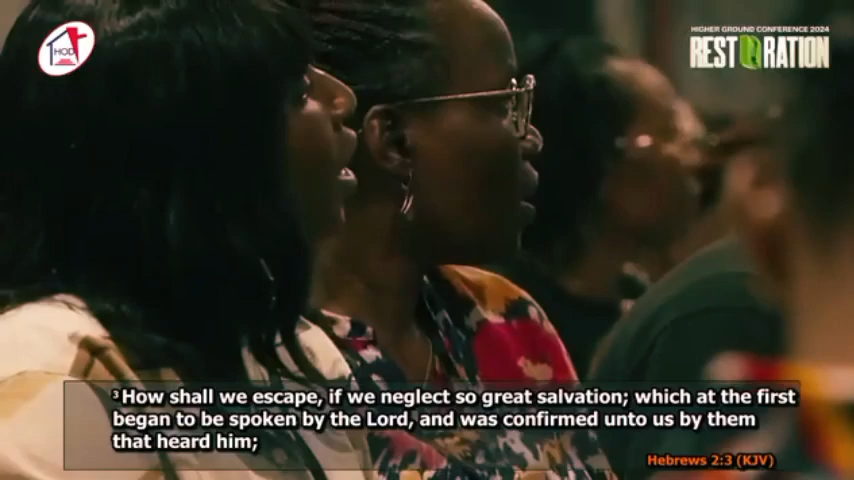 HOD
HIGHER GROUND CONFERENCE 2024
RESTORATION
3 How shall we escape, if we neglect so great salvation; which at the first
began to be spoken by the Lord, and was confirmed unto us by them
that heard him;
Hebrews 2:3 (KJV)